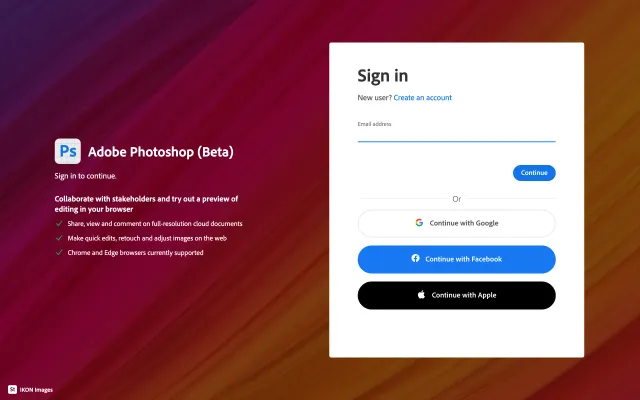 Ps Adobe Photoshop (Beta)
Sign in to continue.
Collaborate with stakeholders and try out a preview of
editing in your browser
Share, view and comment on full-resolution cloud documents
Make quick edits, retouch and adjust images on the web
Chrome and Edge browsers currently supported
Sign in
New user? Create an account
Email address
Continue
Or
Continue with Google
Continue with Facebook
Continue with Apple
St IKON Images